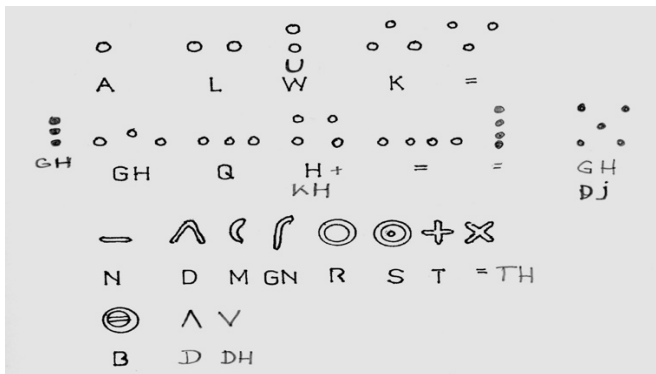 A L W K =
GH GH Q H + = = GH
KH Dj
N D M GN R S T = TH
B D DH